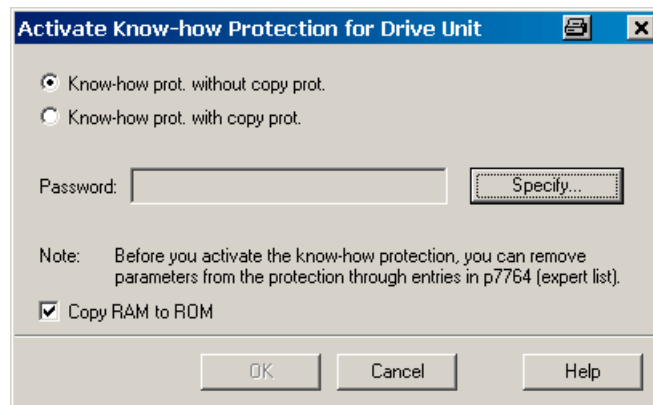 Activate Know-how Protection for Drive Unit
Know-how prot. without copy prot.
Know-how prot. with copy prot.
Password:
Specify...
Note: Before you activate the know-how protection, you can remove
parameters from the protection through entries in p7764 (expert list).
Copy RAM to ROM
OK Cancel Help